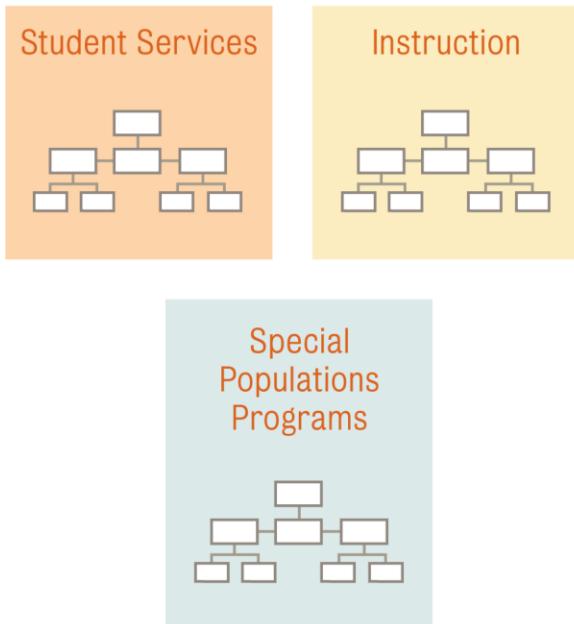 Student Services
Instruction
Special
Populations
Programs